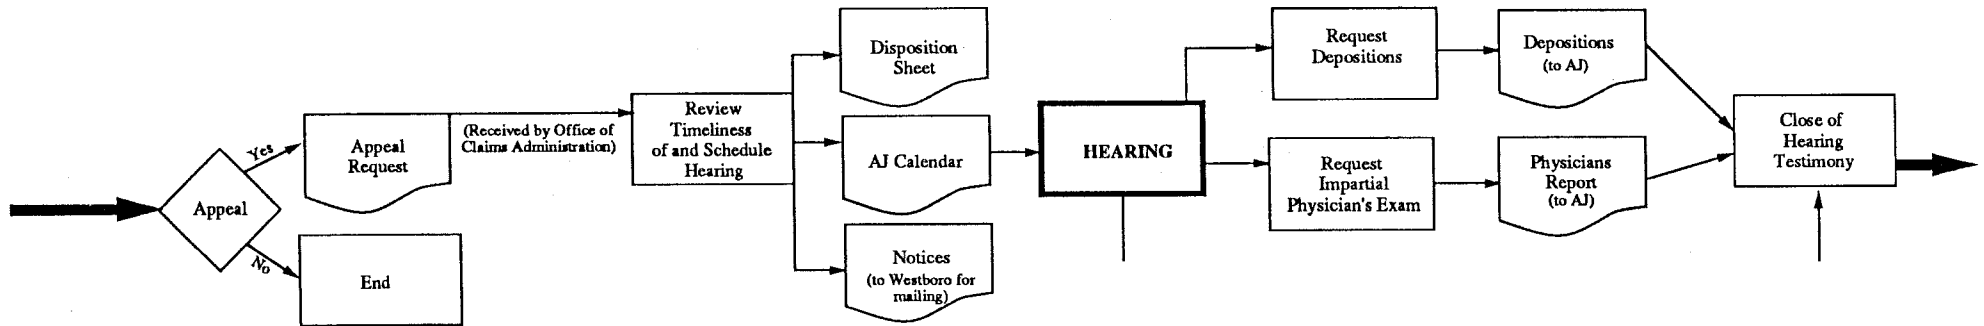 Appeal
Yes
No
Appeal
Request
End
(Received by Office of
Claims Administration)
Review
Timeliness
of and Schedule
Hearing
Disposition
Sheet
AJ Calendar
Notices
(to Westboro for
mailing)
HEARING
Request
Depositions
Depositions
(to AJ)
Request
Impartial
Physician's Exam
Physicians
Report
(to AJ)
Close of
Hearing
Testimony